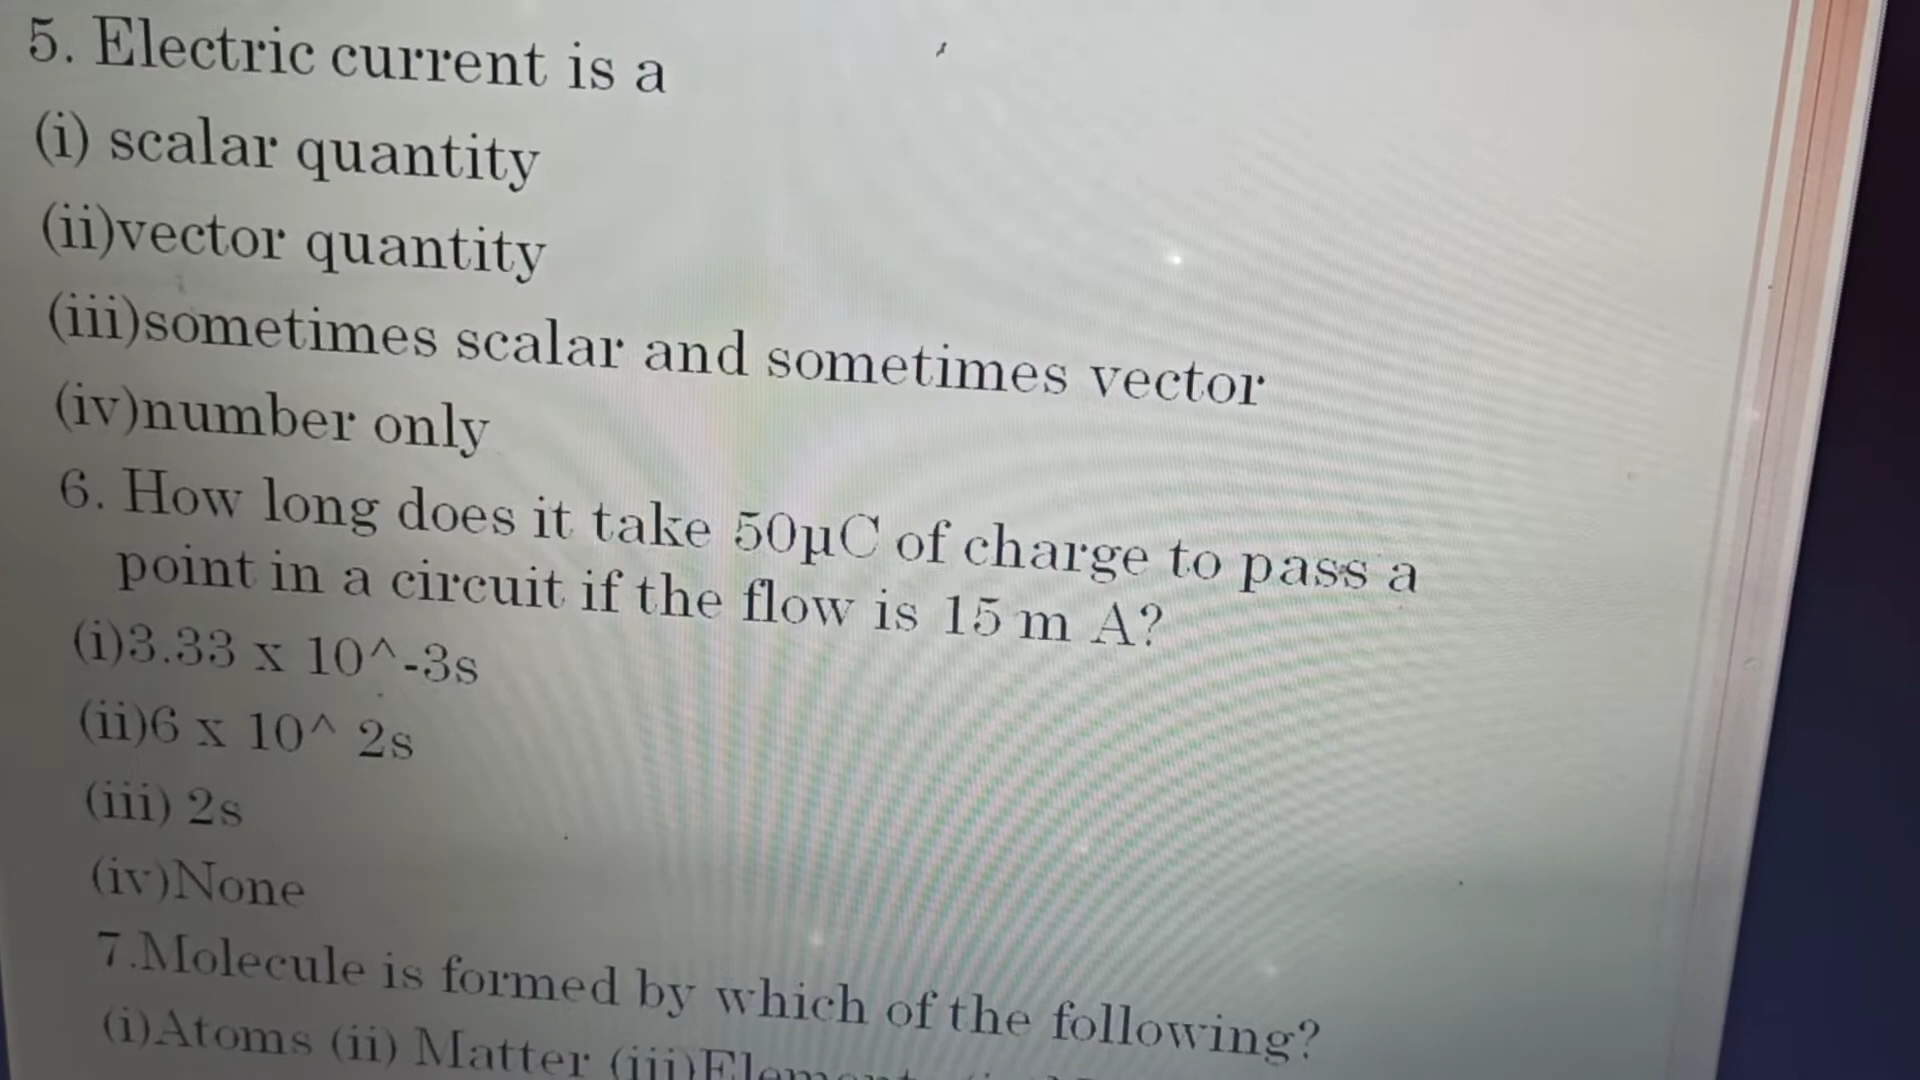 5. Electric current is a
(i) scalar quantity
(ii)vector quantity
(iii)sometimes scalar and sometimes vector
(iv)number only
6. How long does it take 50µC of charge to pass a
point in a circuit if the flow is 15 m A?
(i)3.33 x 10^-3s
(ii)6 x 10^ 2s
(iii) 2s
(iv)None
7.Molecule is formed by which of the following?
(i)Atoms (ii) Matter (iii)